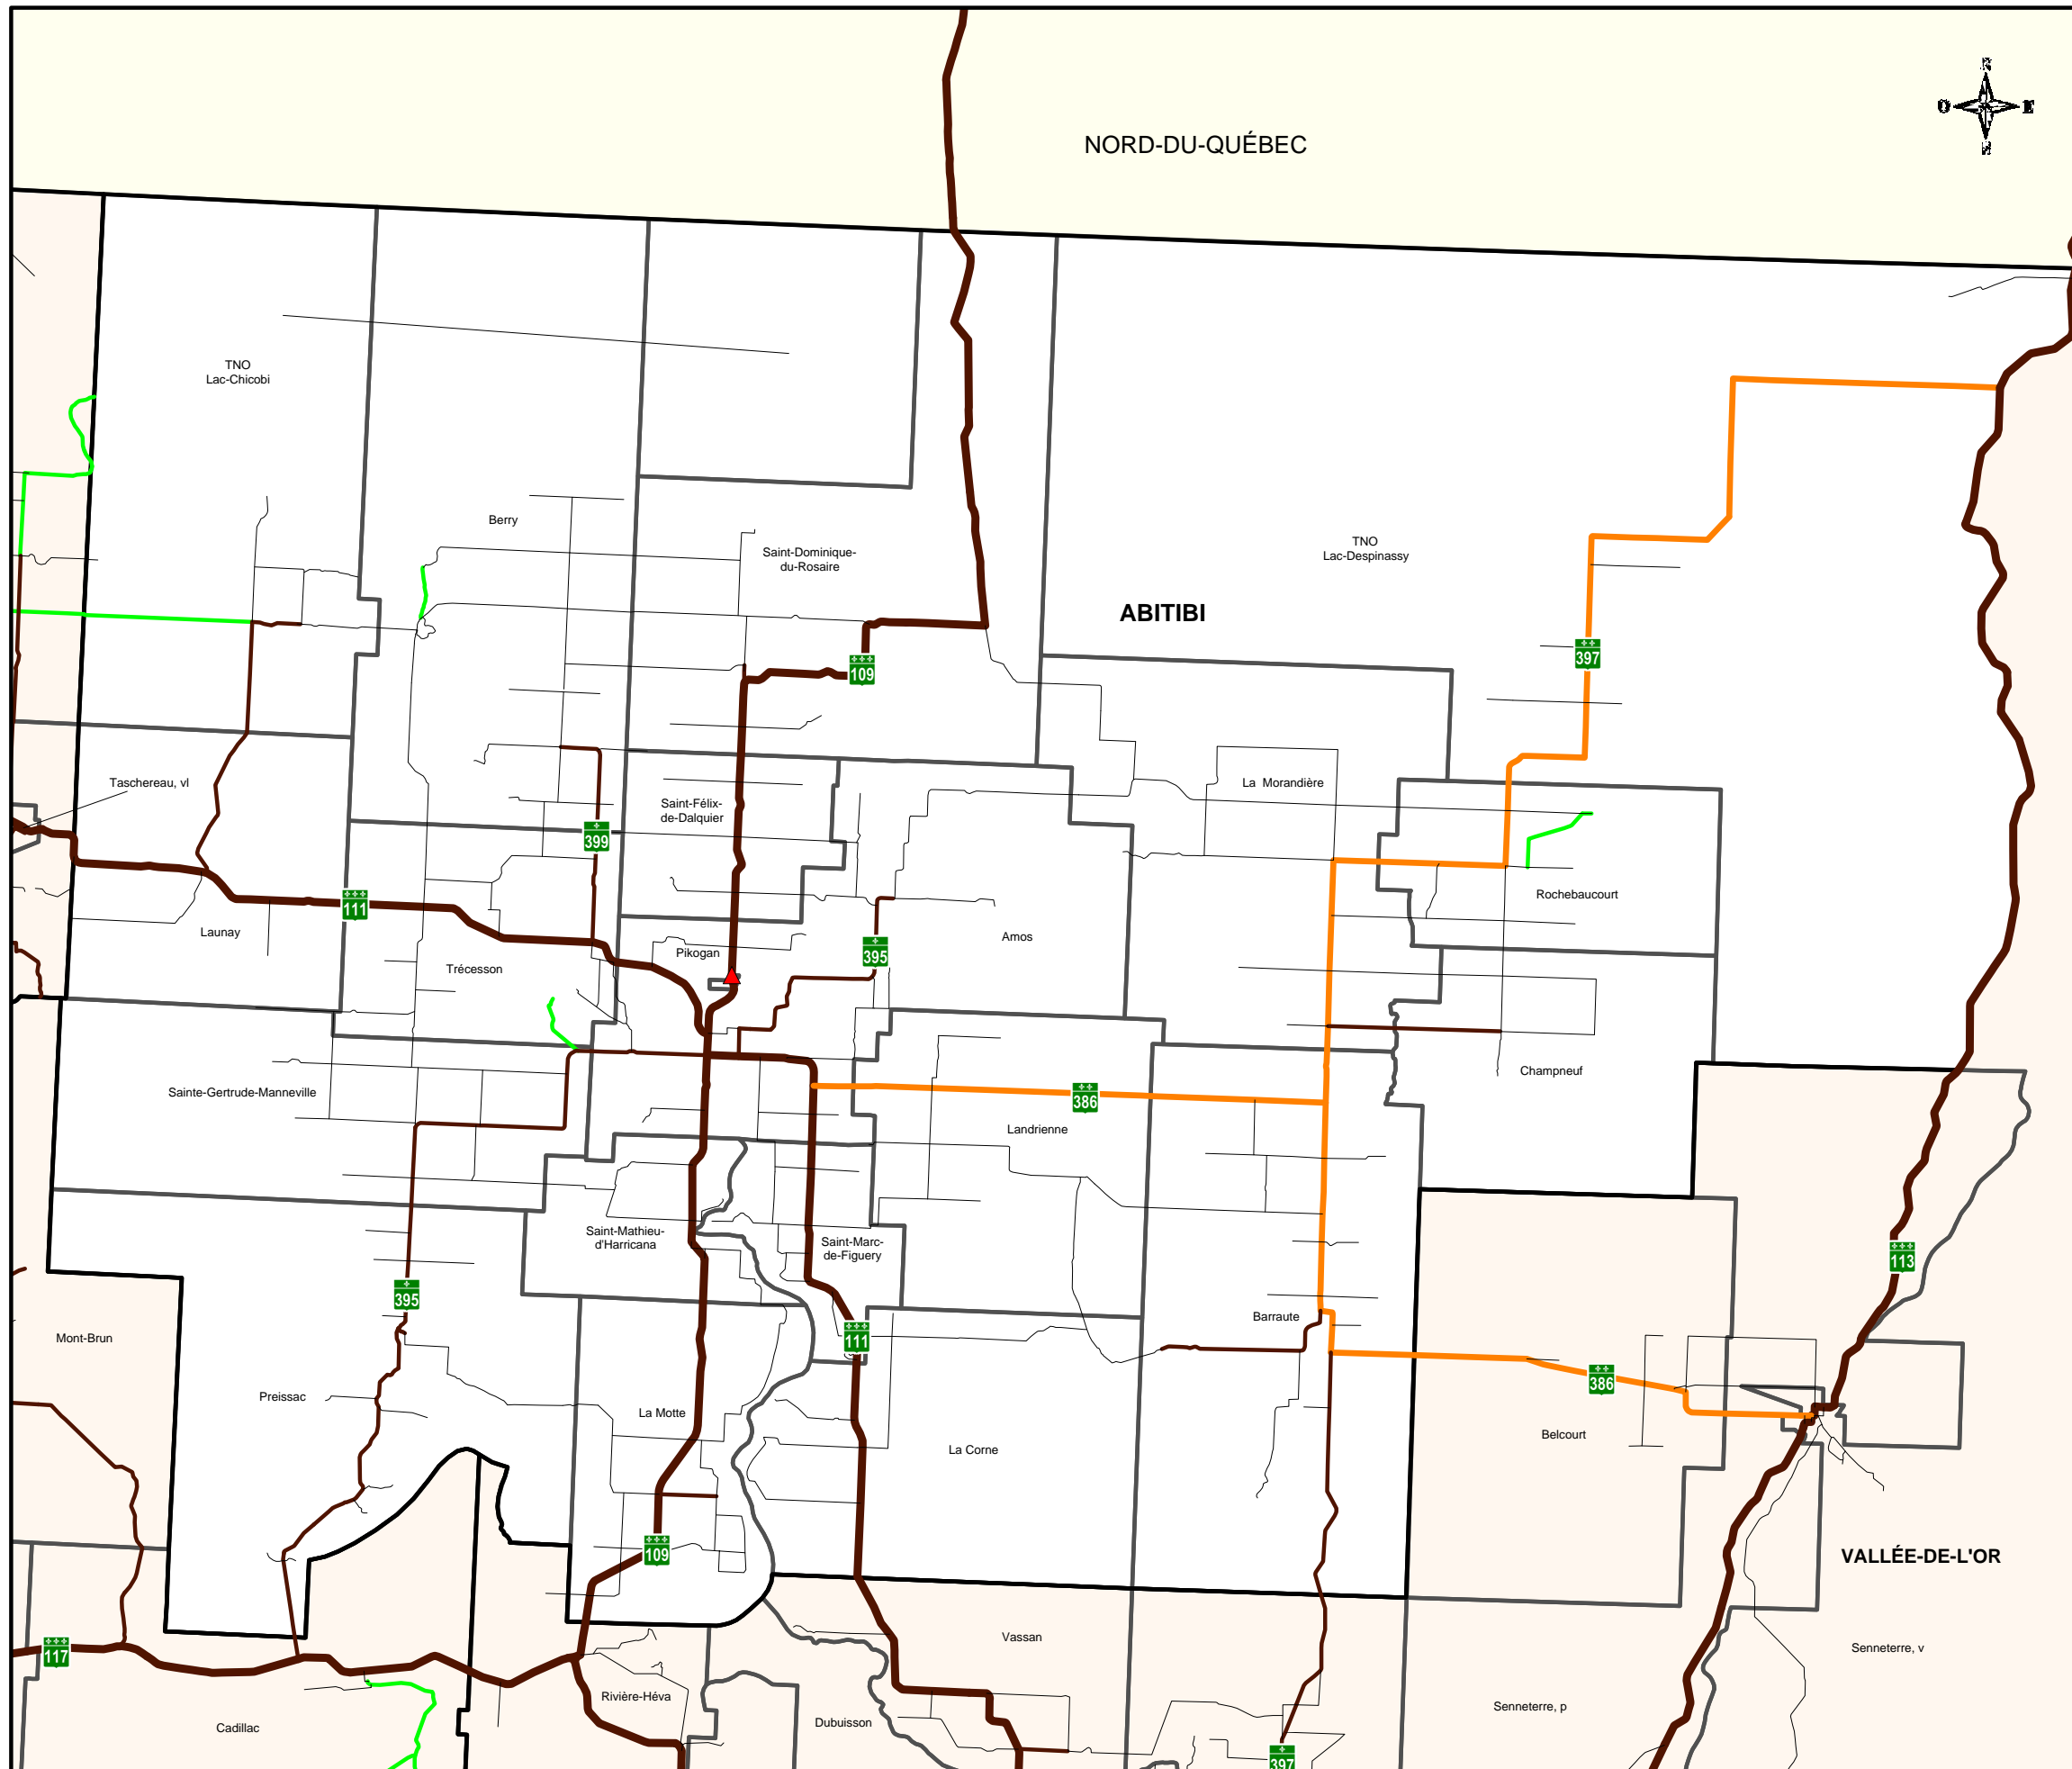 N
O E
S
NORD-DU-QUÉBEC
TNO
Lac-Chicobi
Berry
Saint-Dominique-
du-Rosaire
TNO
Lac-Despinassy
ABITIBI
109
397
Taschereau, vl
La Morandière
Saint-Félix-
de-Dalquier
399
Rochebaucourt
111
Launay
Amos
Pikogan
395
Trécesson
Champneuf
Sainte-Gertrude-Manneville
386
Landrienne
Saint-Mathieu-
d'Harricana
Saint-Marc-
de-Figuery
113
395
Barraute
Mont-Brun
111
386
Preissac
La Motte
Belcourt
La Corne
109
VALLÉE-DE-L'OR
Vassan
117
Senneterre, v
Rivière-Héva
Senneterre, p
Cadillac
Dubuisson
397